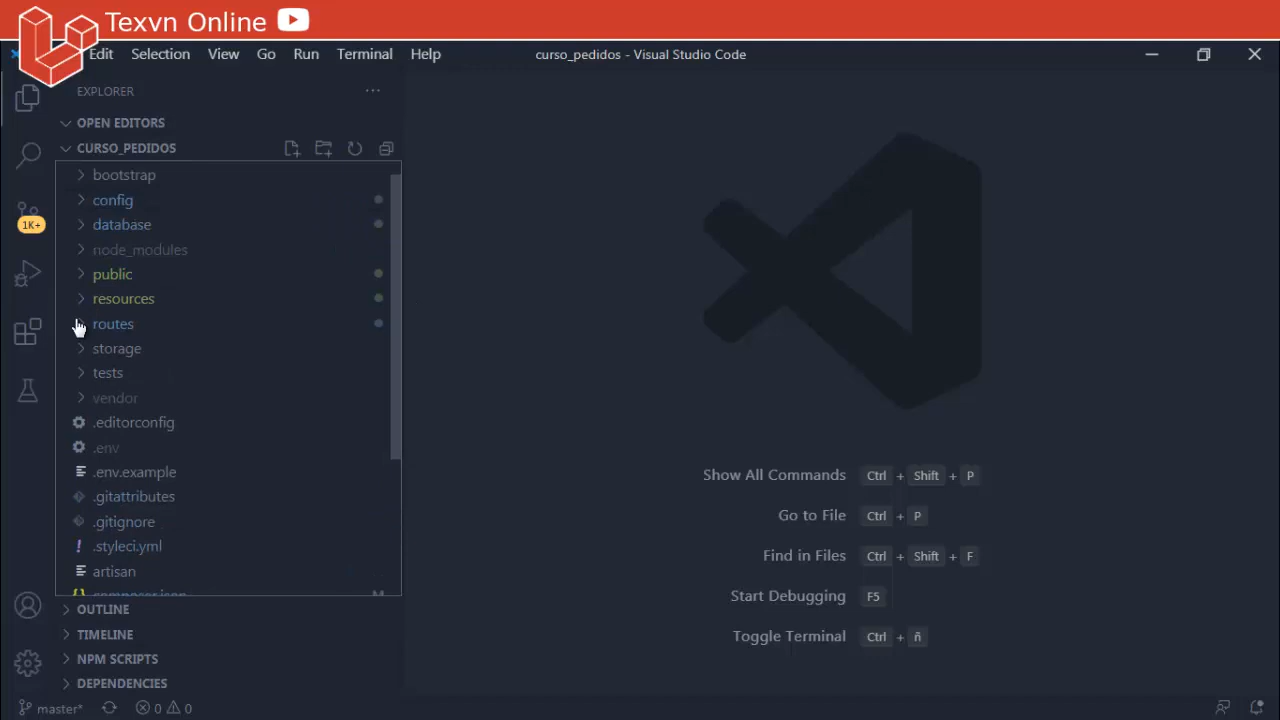 Texvn Online
Edit Selection View Go Run Terminal Help
curso_pedidos - Visual Studio Code
EXPLORER
OPEN EDITORS
CURSO_PEDIDOS
bootstrap
config
database
node_modules
public
resources
routes
storage
tests
vendor
.editorconfig
.env
.env.example
.gitattributes
.gitignore
.styleci.yml
artisan
composer.json M
OUTLINE
TIMELINE
NPM SCRIPTS
DEPENDENCIES
1K+
Show All Commands Ctrl + Shift + P
Go to File Ctrl + P
Find in Files Ctrl + Shift + F
Start Debugging F5
Toggle Terminal Ctrl + ñ
master* 0 0